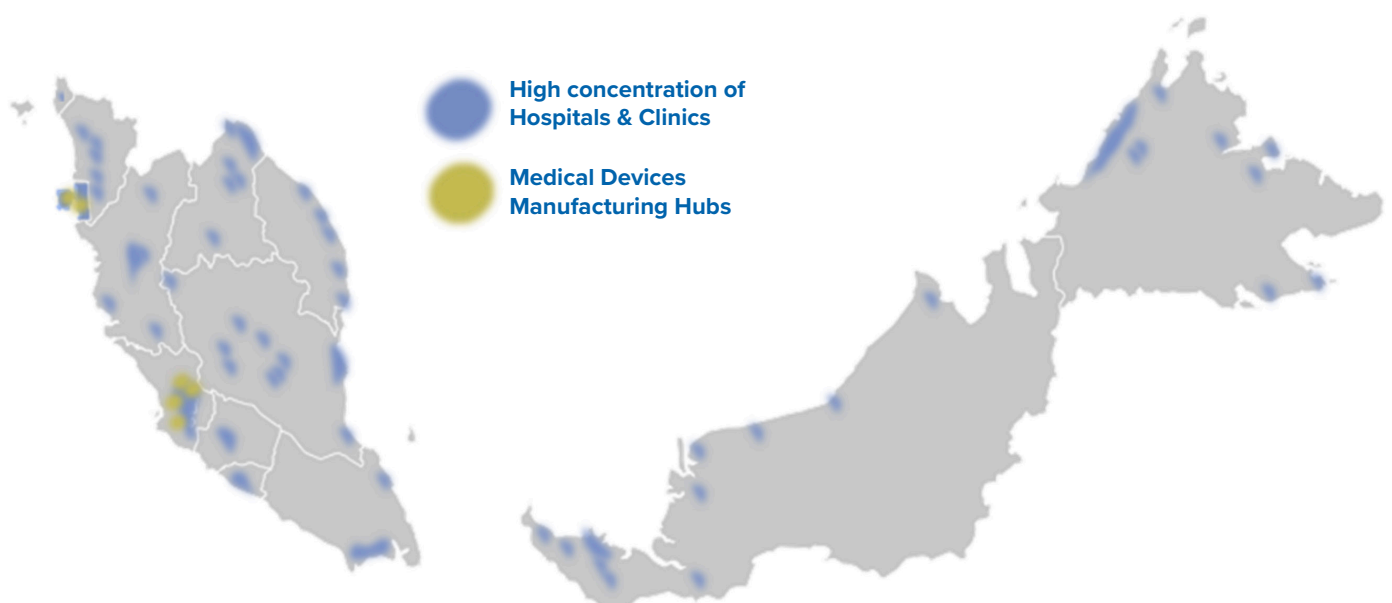 High concentration of
Hospitals & Clinics
Medical Devices
Manufacturing Hubs